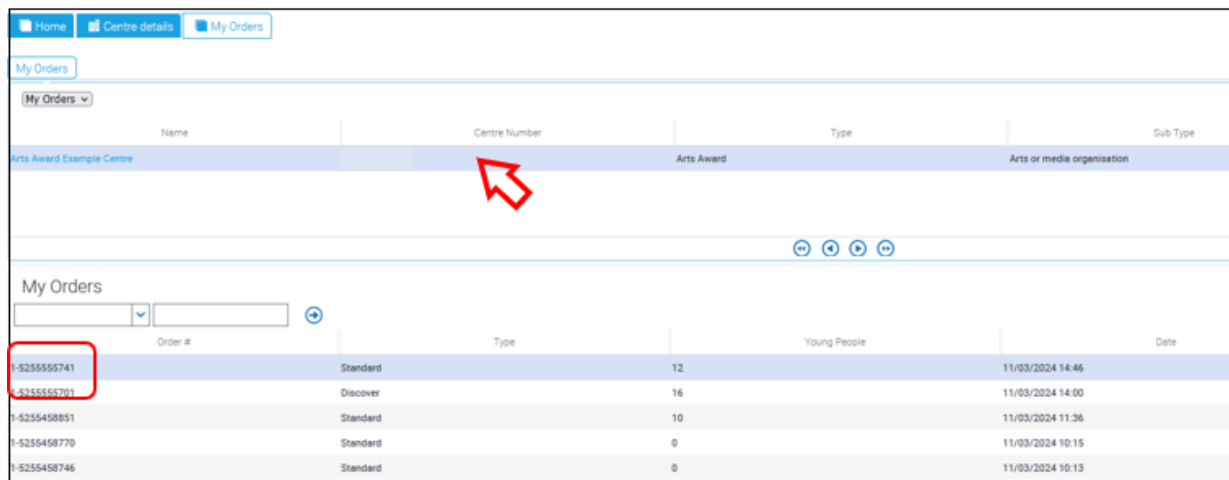 Home Centre details My Orders
My Orders
My Orders
Name Centre Number Type Sub Type
Arts Award Example Centre Arts Award Arts or media organisation
My Orders
Order # Type Young People Date
1-5255555741 Standard 12 11/03/2024 14:46
1-5255555701 Discover 16 11/03/2024 14:00
1-5255458851 Standard 10 11/03/2024 11:36
1-5255458770 Standard 0 11/03/2024 10:15
1-5255458746 Standard 0 11/03/2024 10:13